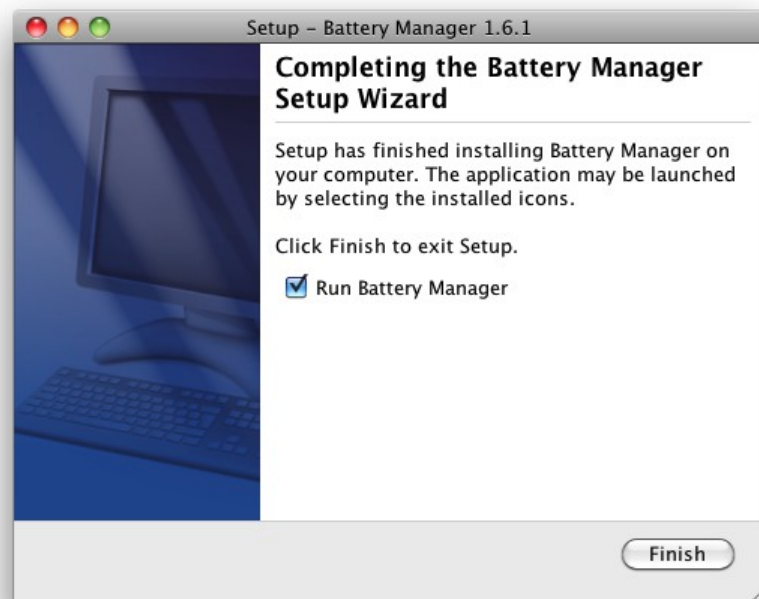 Setup – Battery Manager 1.6.1
Completing the Battery Manager
Setup Wizard
Setup has finished installing Battery Manager on
your computer. The application may be launched
by selecting the installed icons.
Click Finish to exit Setup.
Run Battery Manager
Finish